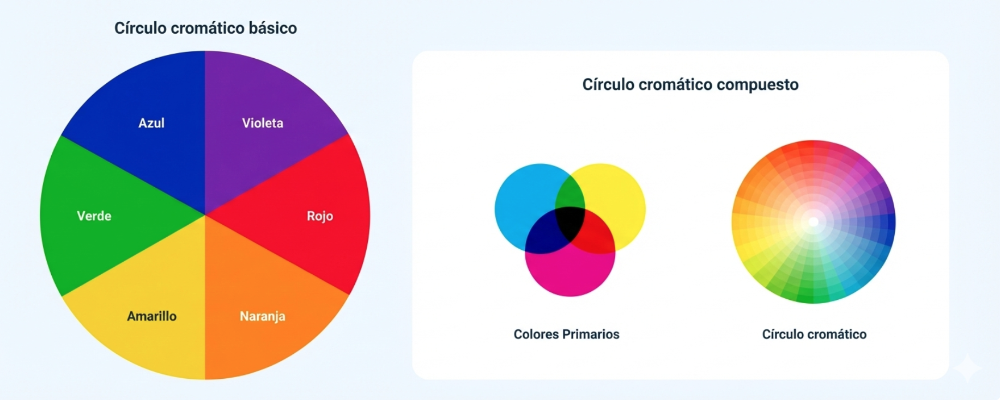 Círculo cromático básico
Azul
Violeta
Verde
Rojo
Amarillo
Naranja
Círculo cromático compuesto
Colores Primarios
Círculo cromático